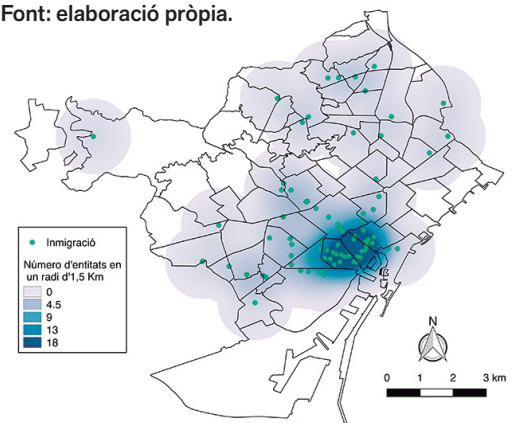 Font: elaboració pròpia.
Inmigració
Número d'entitats en
un radi d'1,5 Km
0
4.5
9
13
18
N
0 1 2 3 km